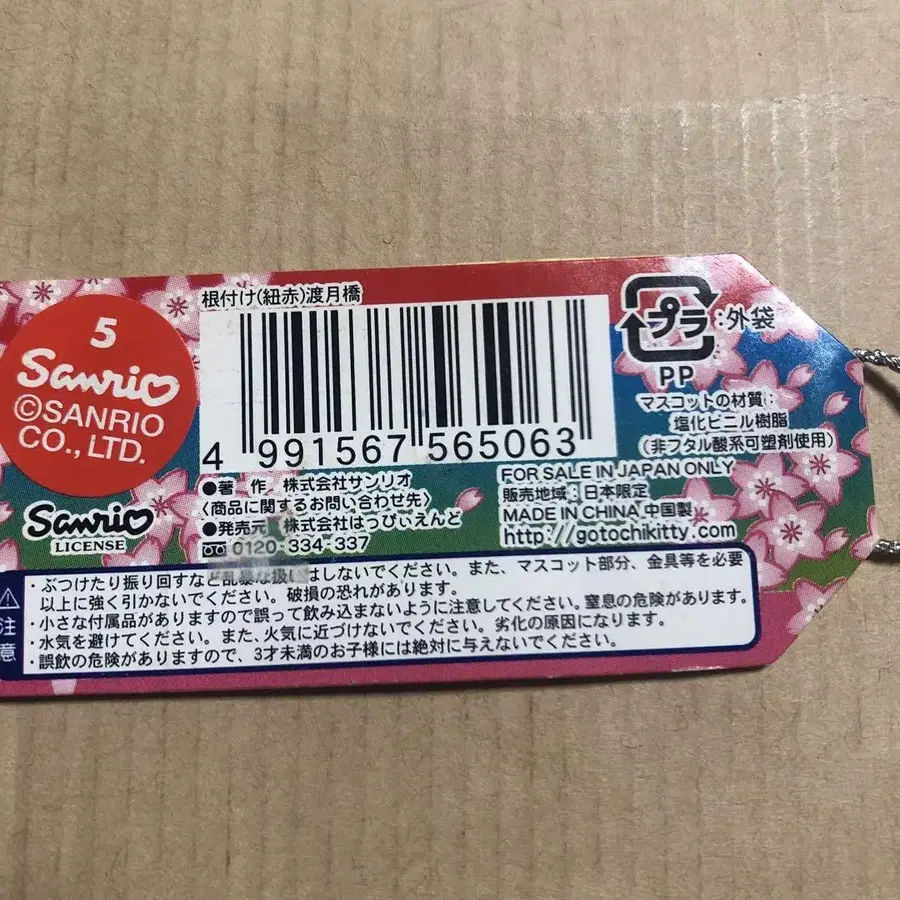 根付け(紐赤)渡月橋
5
Sanrio
©SANRIO
CO., LTD.
Sanrio
LICENSE
4 991567 565063
●著 作 株式会社サンリオ
〈商品に関するお問い合わせ先〉
●発売元 株式会社はっぴぃえんど
0120-334-337
プラ
:外袋
PP
マスコットの材質:
塩化ビニル樹脂
(非フタル酸系可塑剤使用)
FOR SALE IN JAPAN ONLY
販売地域:日本限定
MADE IN CHINA 中国製
http://gotochikitty.com
注
意
・ぶつけたり振り回すなど乱暴な扱いはしないでください。また、マスコット部分、金具等を必要
以上に強く引かないでください。破損の恐れがあります。
・小さな付属品がありますので誤って飲み込まないように注意してください。窒息の危険があります。
・水気を避けてください。また、火気に近づけないでください。劣化の原因になります。
・誤飲の危険がありますので、3才未満のお子様には絶対に与えないでください。